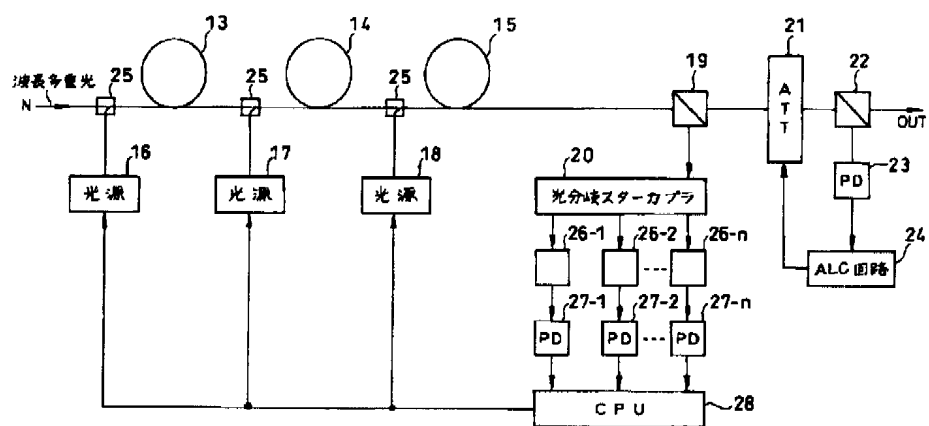 13
14
15
波長多重光
N
25
25
25
19
21
ATT
22
OUT
16
光源
17
光源
18
光源
20
光分岐スターカプラ
PD
23
26-1
26-2
26-n
ALC回路
24
27-1
27-2
27-n
PD
PD
PD
CPU
28